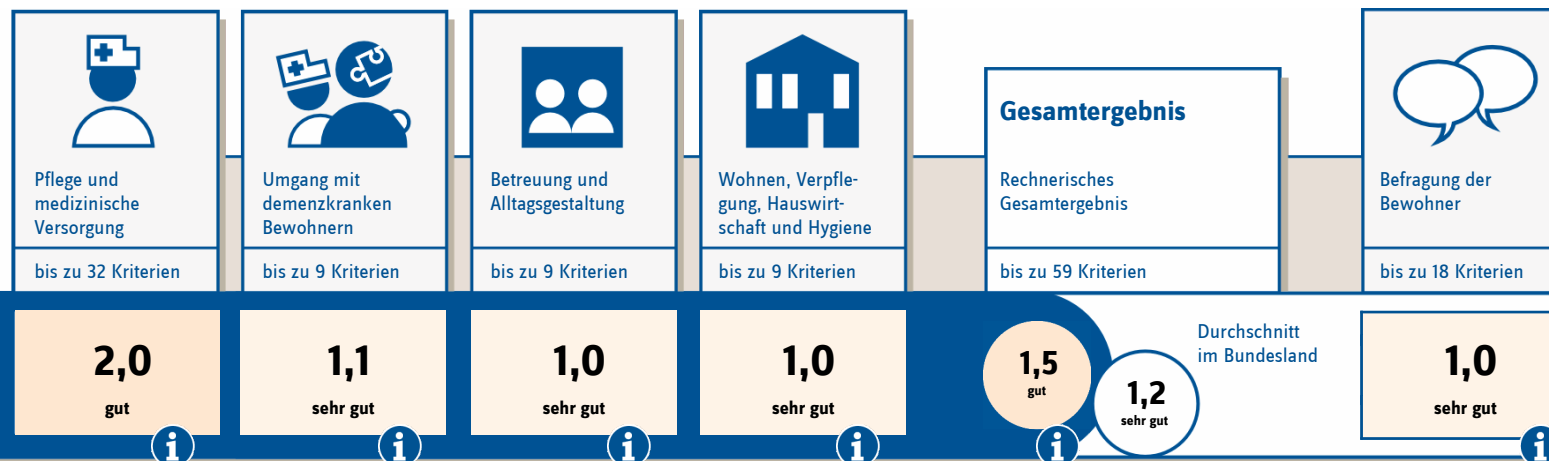 Pflege und
medizinische
Versorgung
bis zu 32 Kriterien
2,0
gut
Umgang mit
demenzkranken
Bewohnern
bis zu 9 Kriterien
1,1
sehr gut
Betreuung und
Alltagsgestaltung
bis zu 9 Kriterien
1,0
sehr gut
Wohnen, Verpfle-
gung, Hauswirt-
schaft und Hygiene
bis zu 9 Kriterien
1,0
sehr gut
Gesamtergebnis
Rechnerisches
Gesamtergebnis
bis zu 59 Kriterien
1,5
gut
1,2
sehr gut
Durchschnitt
im Bundesland
Befragung der
Bewohner
bis zu 18 Kriterien
1,0
sehr gut